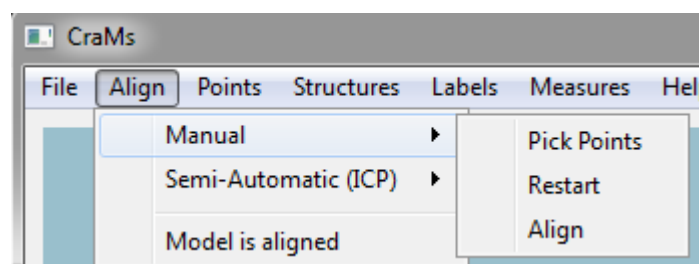 CraMs
File Align Points Structures Labels Measures Hel
Manual
Pick Points
Semi-Automatic (ICP)
Restart
Model is aligned
Align